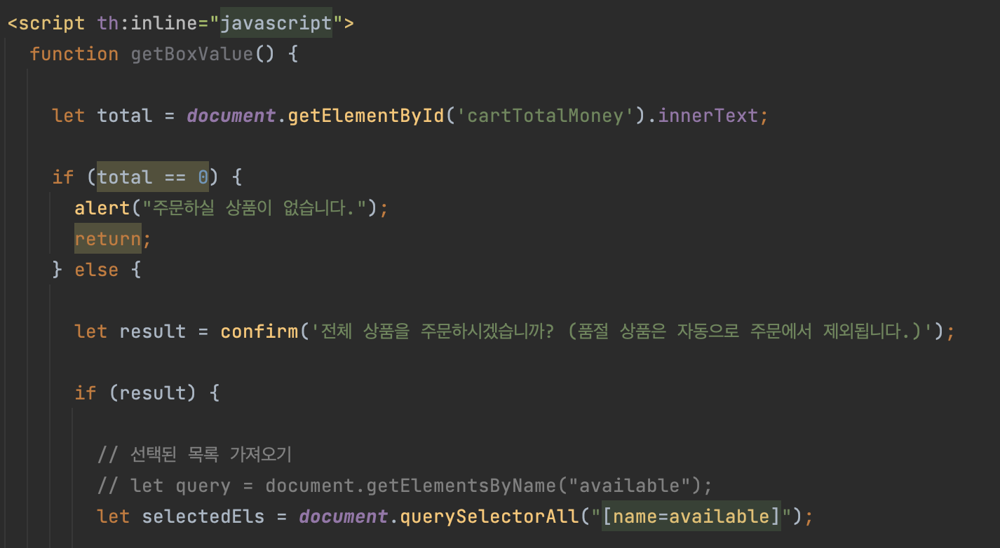 <script th:inline="javascript">
function getBoxValue() {
let total = document.getElementById('cartTotalMoney').innerText;
if (total == 0) {
alert("주문하실 상품이 없습니다.");
return;
} else {
let result = confirm('전체 상품을 주문하시겠습니까? (품절 상품은 자동으로 주문에서 제외됩니다.)');
if (result) {
// 선택된 목록 가져오기
// let query = document.getElementsByName("available");
let selectedEls = document.querySelectorAll("[name=available]");